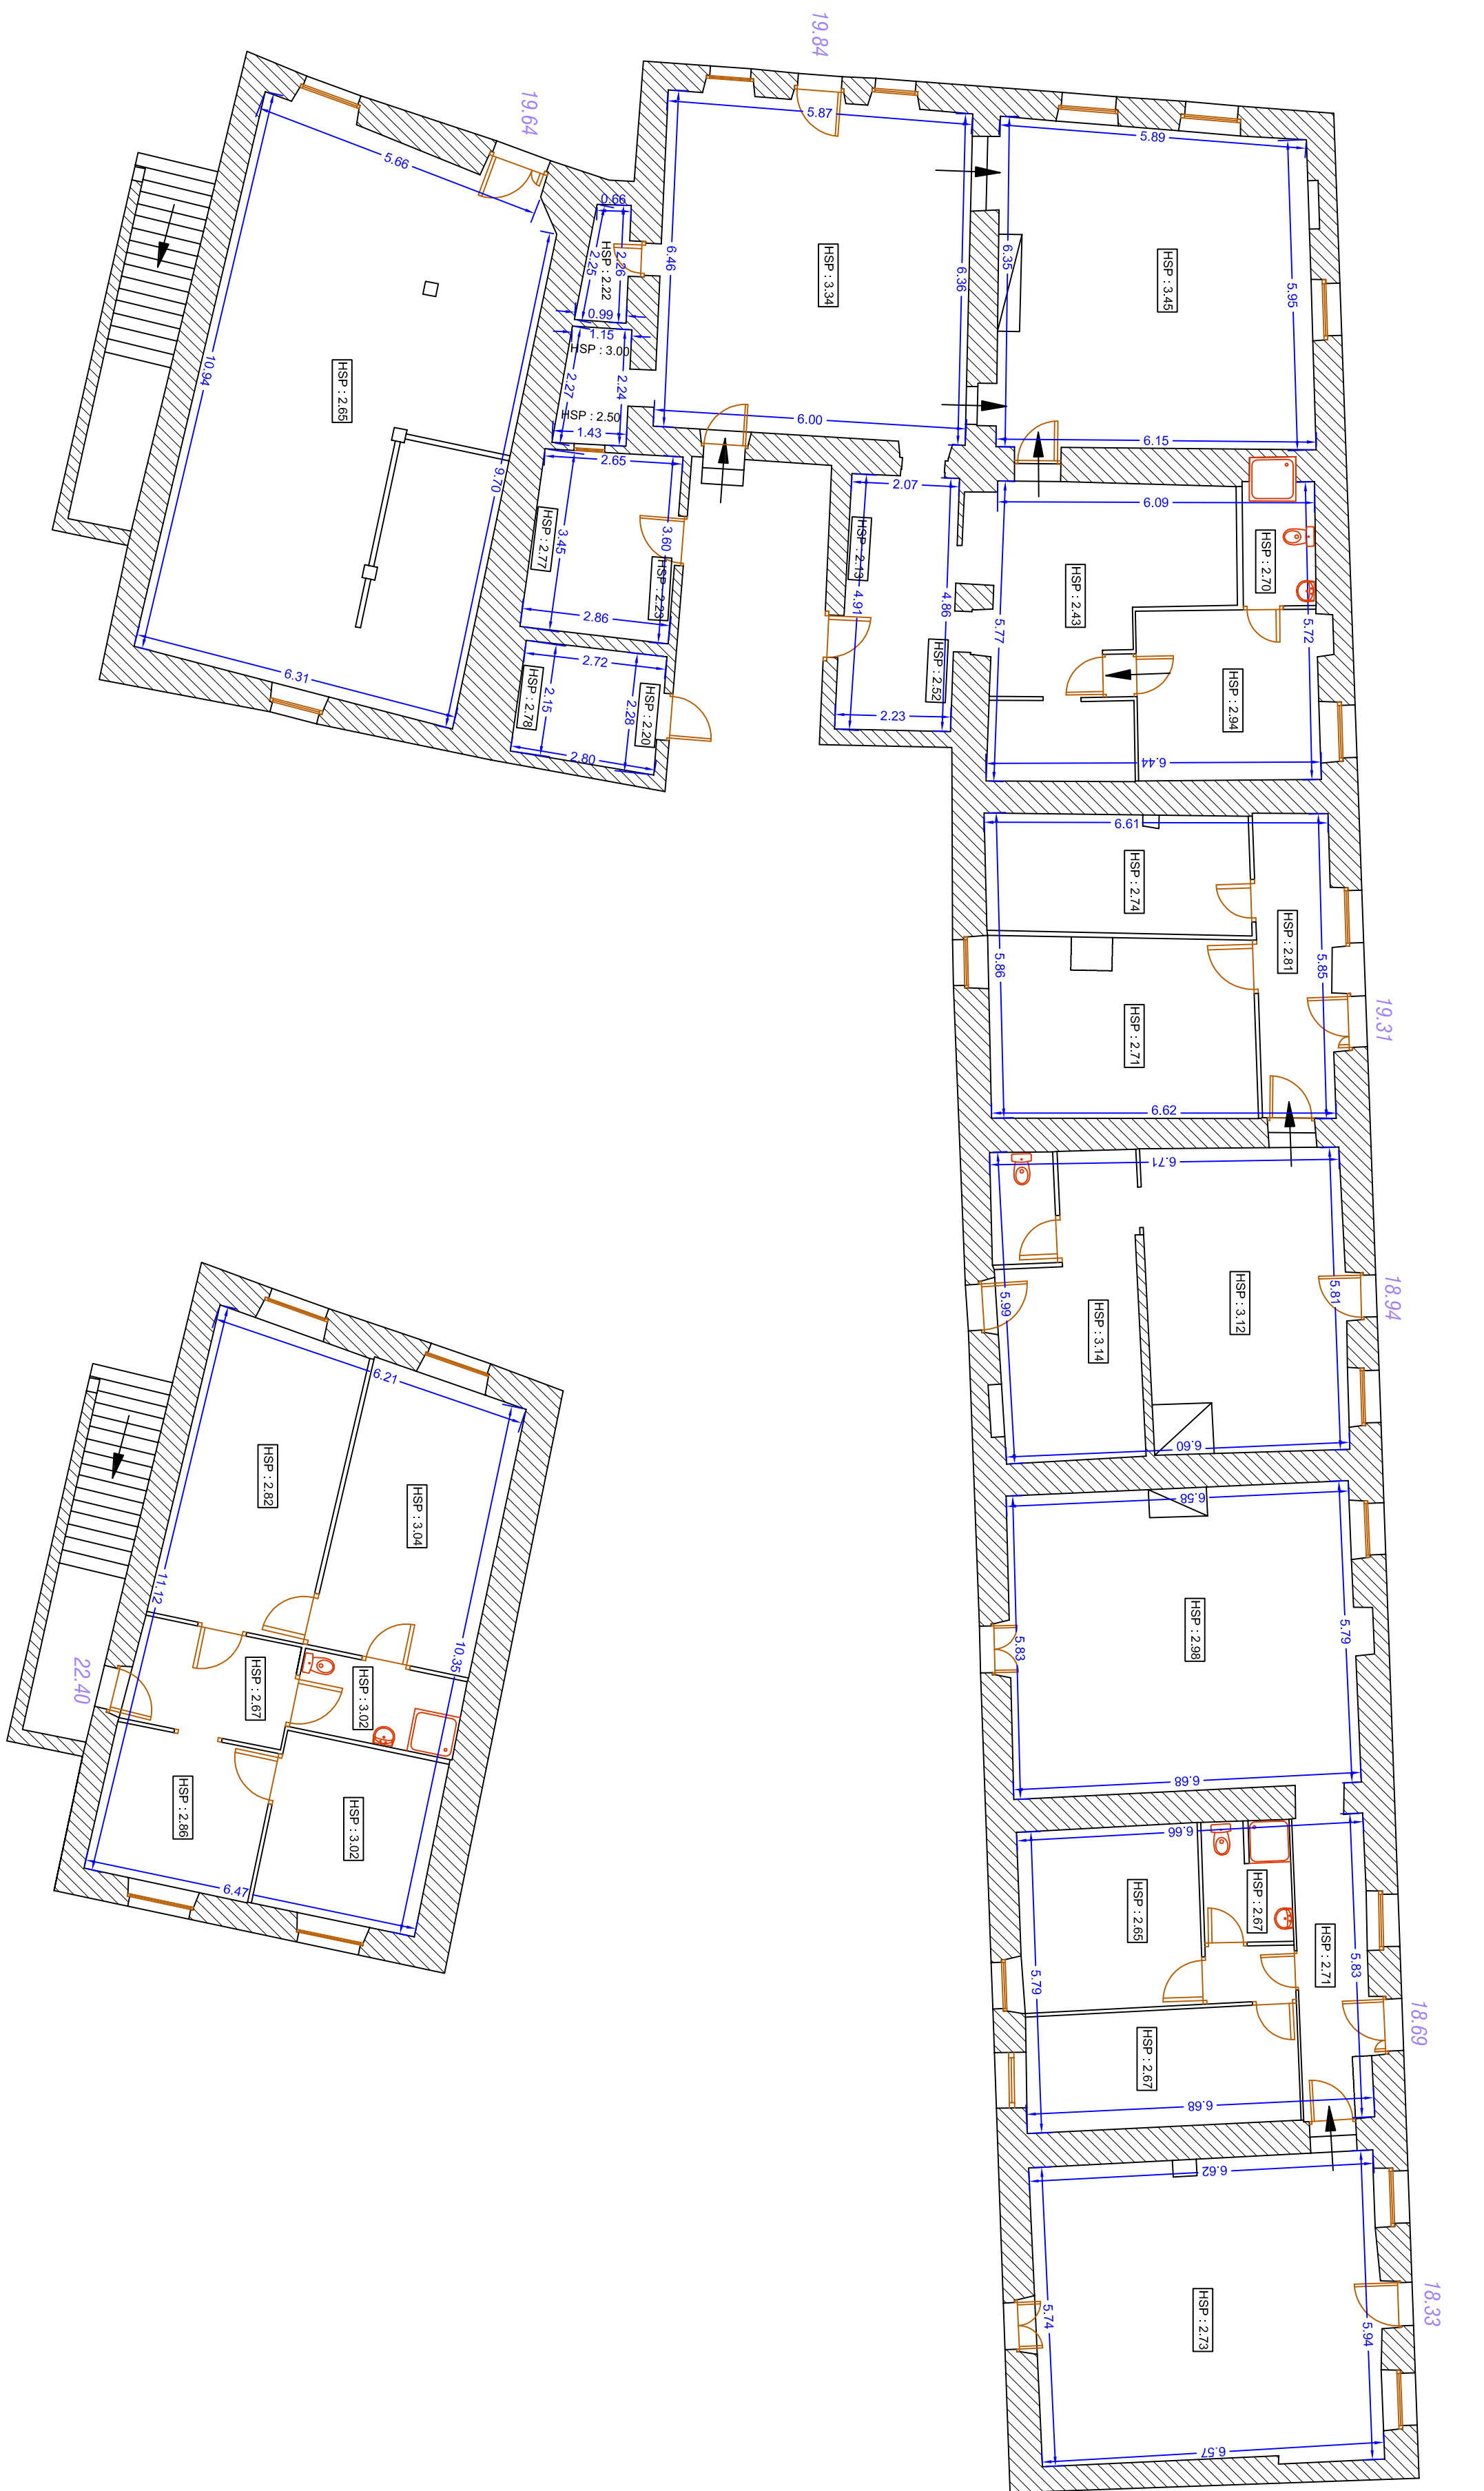 19.84
19.64
5.87
5.89
5.66
0.66
6.46
6.35
6.36
5.95
HSP : 2.22
2.26
2.25
HSP : 3.34
HSP : 3.45
0.99
1.15
HSP : 3.00
10.94
HSP : 2.65
2.27
2.24
HSP : 2.50
1.43
6.00
6.15
2.65
9.70
2.07
6.09
HSP : 2.77
3.45
3.60
HSP : 2.13
HSP : 2.70
HSP : 2.23
4.91
4.86
HSP : 2.43
2.86
5.77
5.72
6.31
2.72
HSP : 2.78
2.15
2.28
HSP : 2.20
HSP : 2.52
HSP : 2.94
2.23
2.80
6.44
6.61
HSP : 2.74
HSP : 2.81
5.86
5.85
19.31
HSP : 2.71
6.62
6.71
HSP : 3.12
5.81
18.94
5.99
HSP : 3.14
6.60
6.21
HSP : 2.82
HSP : 3.04
6.58
11.12
10.35
5.83
HSP : 2.98
5.79
22.40
HSP : 2.67
HSP : 3.02
6.68
HSP : 2.86
HSP : 3.02
6.66
6.47
HSP : 2.65
HSP : 2.67
HSP : 2.71
5.79
5.83
18.69
HSP : 2.67
6.68
6.62
5.74
HSP : 2.73
5.94
18.33
6.57